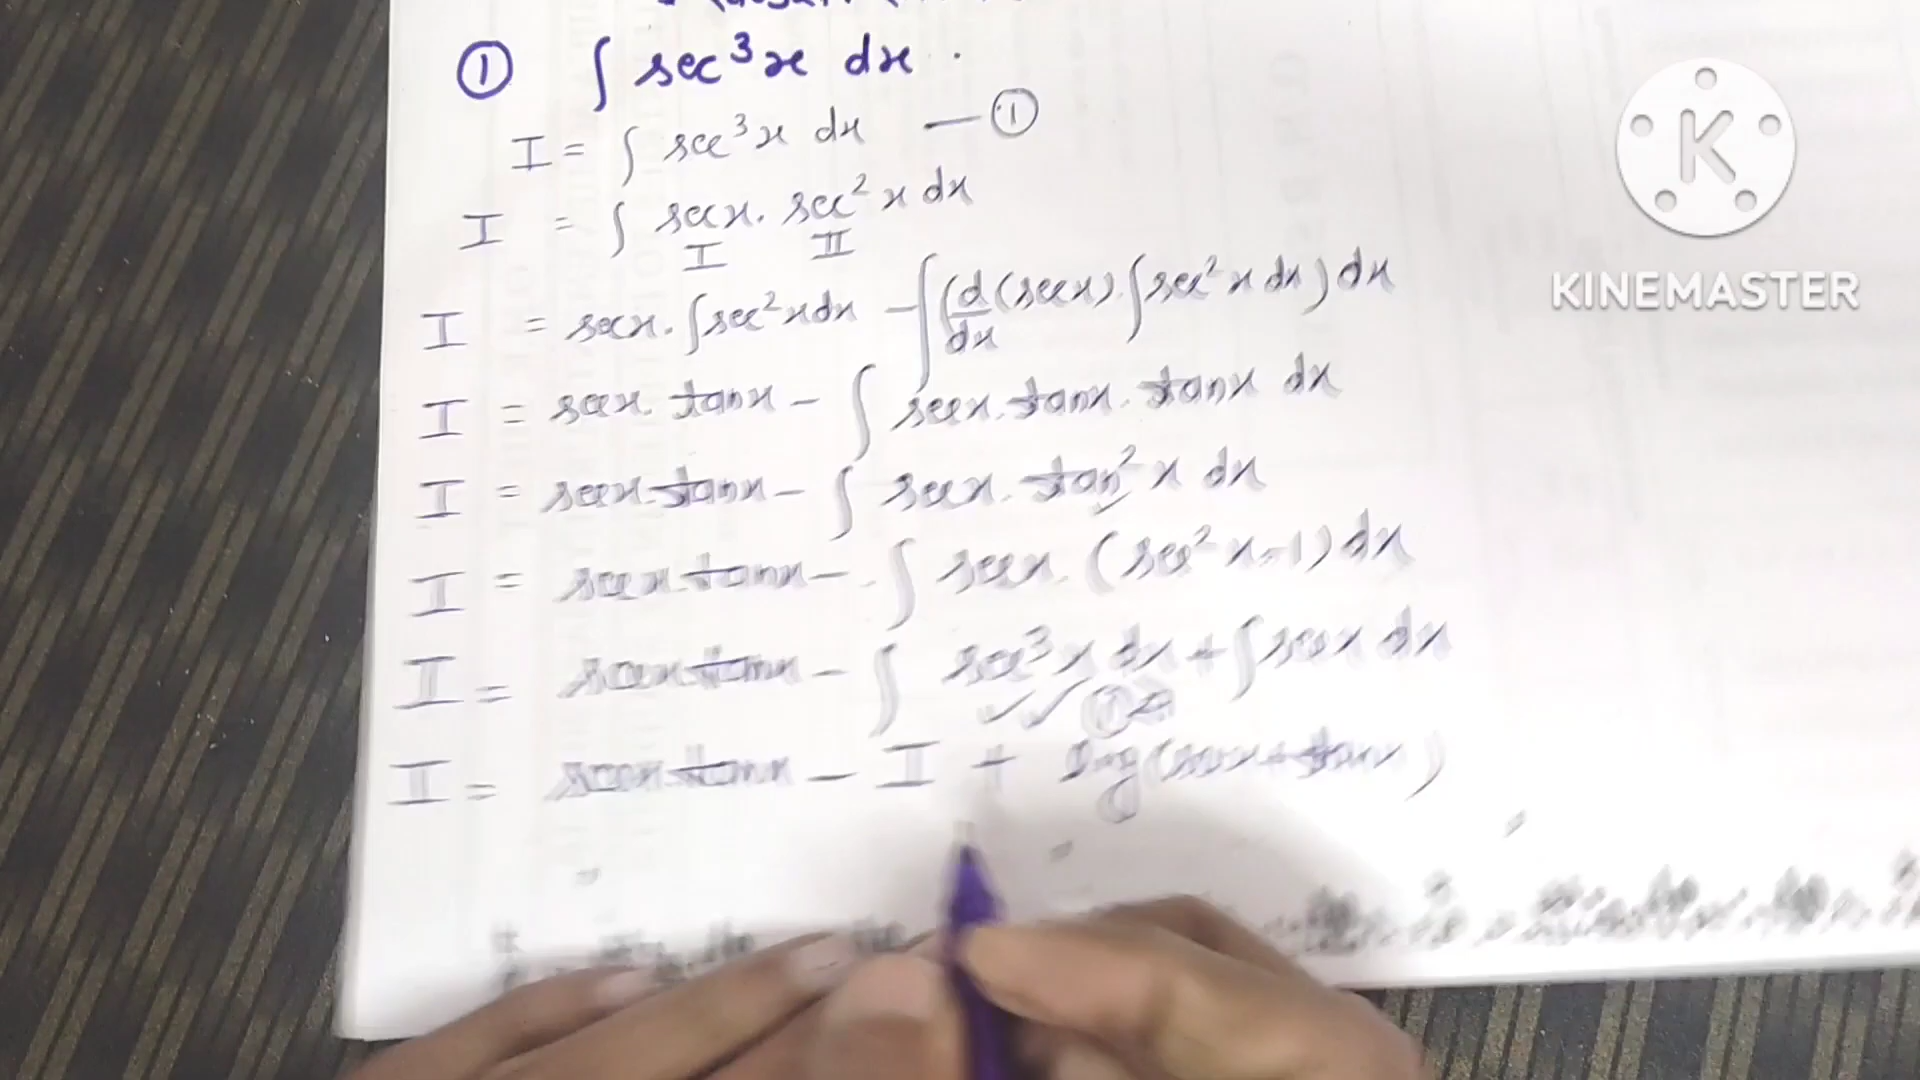 ① ∫ sec³x dx .
I = ∫ sec³x dx — ①
I = ∫ secx. sec²x dx
I II
I = secx. ∫sec²x dx - ∫(d/dx (secx). ∫sec²x dx) dx
I = secx. tanx - ∫ secx. tanx. tanx dx
I = secx. tanx - ∫ secx. tan²x dx
I = secx. tanx - ∫ secx. (sec²x - 1) dx
I = secx tanx - ∫ sec³x dx + ∫ secx dx
I = secx tanx - I + log(secx + tanx)
K
KINEMASTER